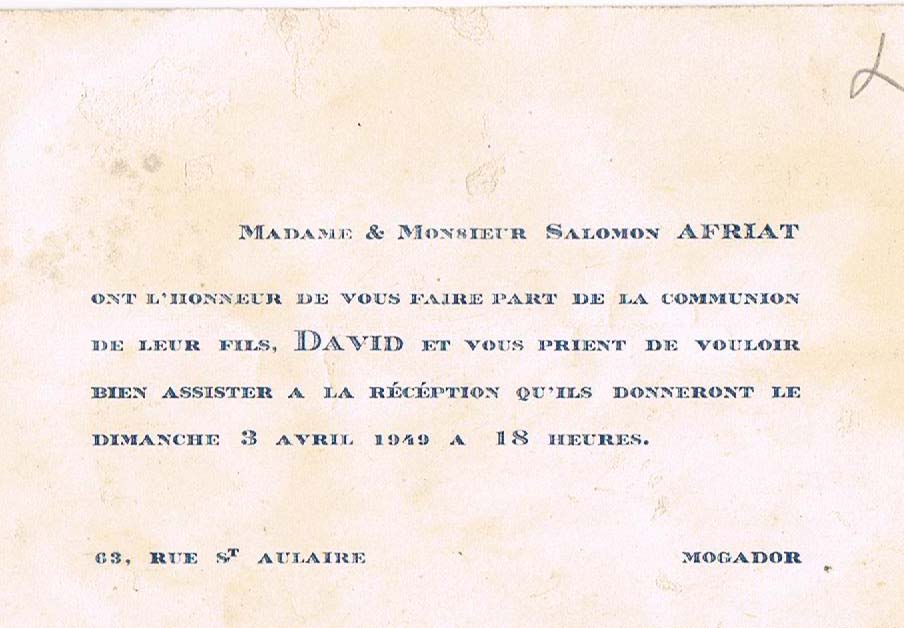 MADAME & MONSIEUR SALOMON AFRIAT
ONT L'HONNEUR DE VOUS FAIRE PART DE LA COMMUNION
DE LEUR FILS, DAVID ET VOUS PRIENT DE VOULOIR
BIEN ASSISTER A LA RÉCÉPTION QU'ILS DONNERONT LE
DIMANCHE 3 AVRIL 1949 A 18 HEURES.
63, RUE ST AULAIRE MOGADOR